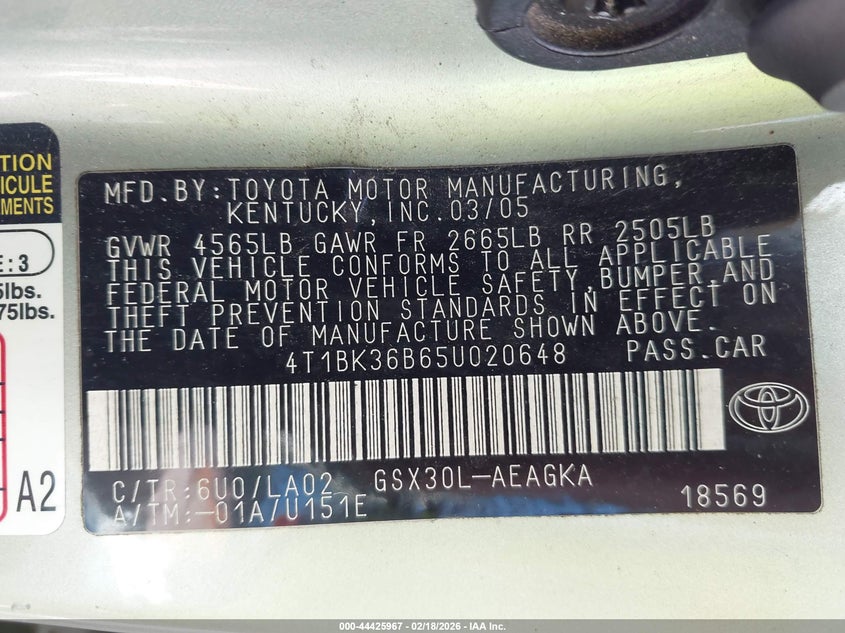 TION
HICULE
MENTS
E:3
5lbs.
75lbs.
A2
MFD.BY:TOYOTA MOTOR MANUFACTURING,
KENTUCKY,INC.03/05
GVWR 4565LB GAWR FR 2665LB RR 2505LB
THIS VEHICLE CONFORMS TO ALL APPLICABLE
FEDERAL MOTOR VEHICLE SAFETY,BUMPER,AND
THEFT PREVENTION STANDARDS IN EFFECT ON
THE DATE OF MANUFACTURE SHOWN ABOVE.
4T1BK36B65U020648 PASS.CAR
C/TR:6U0/LA02 GSX30L-AEAGKA
A/TM:-01A/U151E 18569
000-44425967 - 02/18/2026 - IAA Inc.